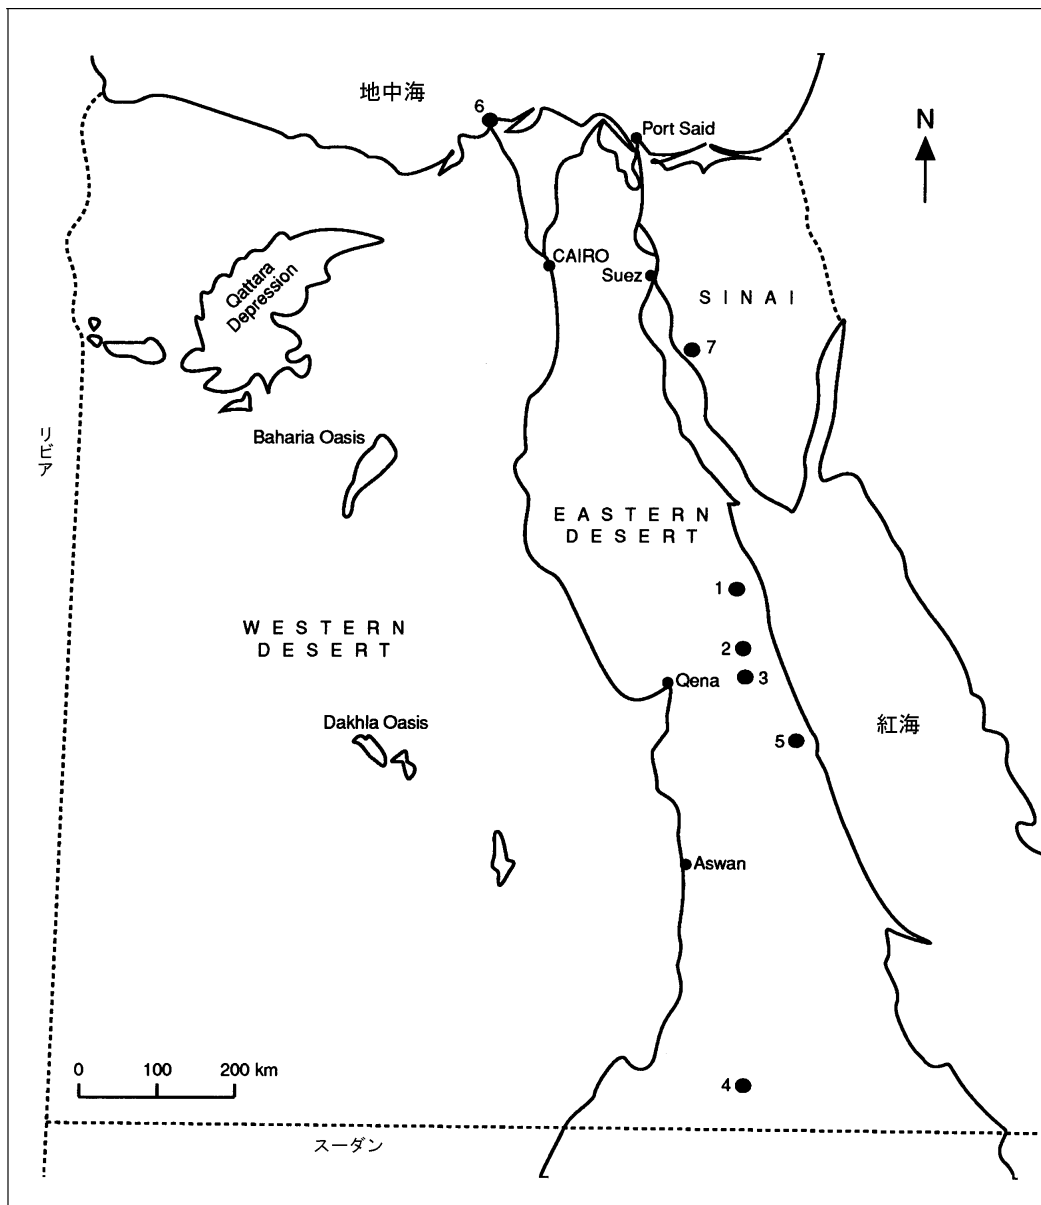 地中海
6
Port Said
N
CAIRO
Suez
SINAI
Qattara
Depression
7
リビア
Baharia Oasis
EASTERN
DESERT
1
WESTERN
DESERT
2
3
Qena
Dakhla Oasis
紅海
5
Aswan
0 100 200 km
4
スーダン